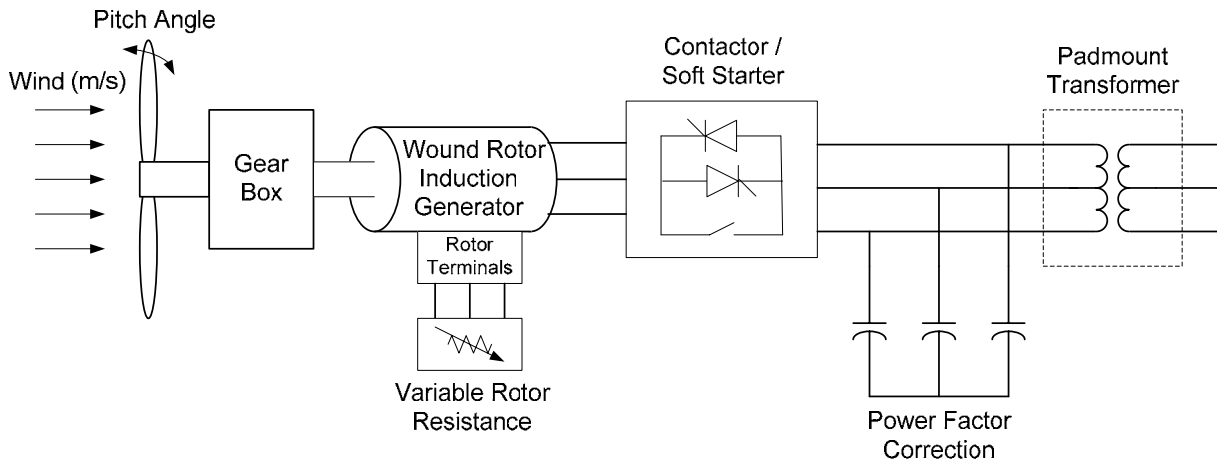 Pitch Angle
Wind (m/s)
Gear
Box
Wound Rotor
Induction
Generator
Rotor
Terminals
Variable Rotor
Resistance
Contactor /
Soft Starter
Padmount
Transformer
Power Factor
Correction